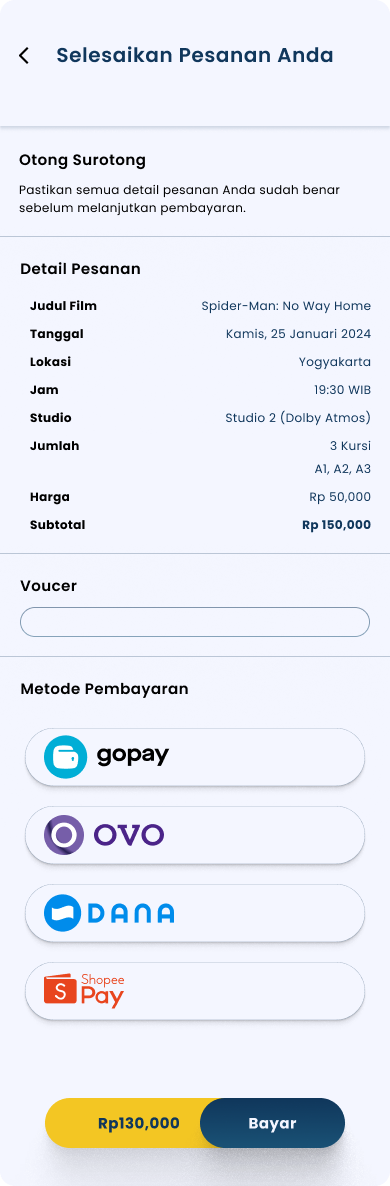 Selesaikan Pesanan Anda
Otong Surotong
Pastikan semua detail pesanan Anda sudah benar
sebelum melanjutkan pembayaran.
Detail Pesanan
Judul Film Spider-Man: No Way Home
Tanggal Kamis, 25 Januari 2024
Lokasi Yogyakarta
Jam 19:30 WIB
Studio Studio 2 (Dolby Atmos)
Jumlah 3 Kursi
A1, A2, A3
Harga Rp 50,000
Subtotal Rp 150,000
Voucer
Metode Pembayaran
gopay
OVO
DANA
S Shopee
Pay
Rp130,000 Bayar